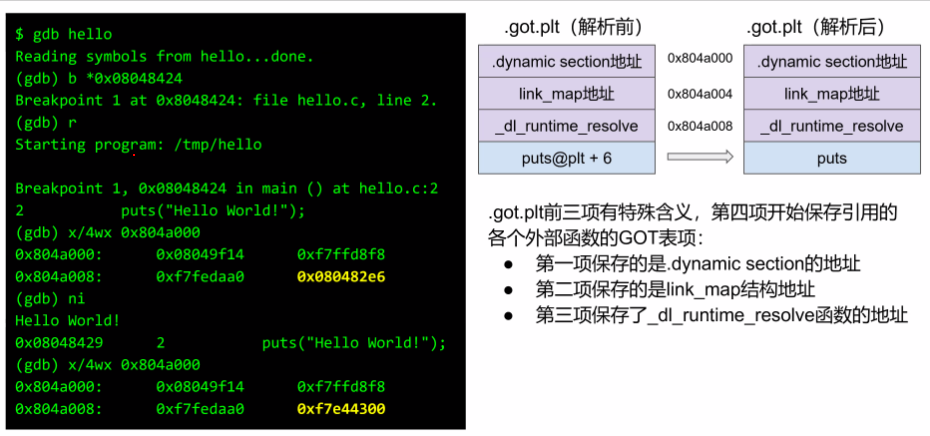 $ gdb hello
Reading symbols from hello...done.
(gdb) b *0x08048424
Breakpoint 1 at 0x8048424: file hello.c, line 2.
(gdb) r
Starting program: /tmp/hello
Breakpoint 1, 0x08048424 in main () at hello.c:2
2 puts("Hello World!");
(gdb) x/4wx 0x804a000
0x804a000: 0x08049f14 0xf7ffd8f8
0x804a008: 0xf7fedaa0 0x080482e6
(gdb) ni
Hello World!
0x08048429 2 puts("Hello World!");
(gdb) x/4wx 0x804a000
0x804a000: 0x08049f14 0xf7ffd8f8
0x804a008: 0xf7fedaa0 0xf7e44300
.got.plt（解析前） .got.plt（解析后）
.dynamic section地址 0x804a000 .dynamic section地址
link_map地址 0x804a004 link_map地址
_dl_runtime_resolve 0x804a008 _dl_runtime_resolve
puts@plt + 6 puts
.got.plt前三项有特殊含义，第四项开始保存引用的
各个外部函数的GOT表项：
● 第一项保存的是.dynamic section的地址
● 第二项保存的是link_map结构地址
● 第三项保存了_dl_runtime_resolve函数的地址